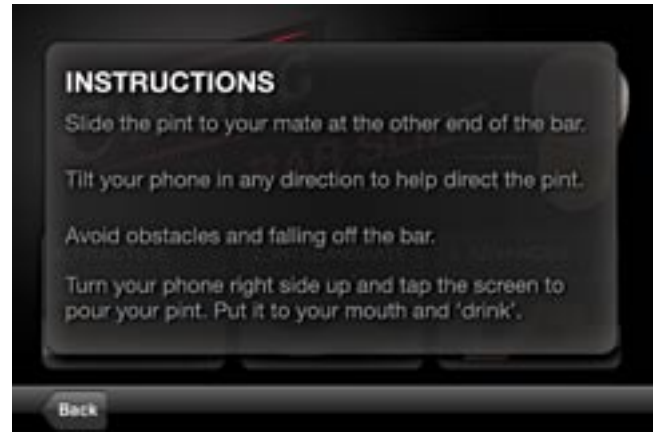 INSTRUCTIONS
Slide the pint to your mate at the other end of the bar.
Tilt your phone in any direction to help direct the pint.
Avoid obstacles and falling off the bar.
Turn your phone right side up and tap the screen to
pour your pint. Put it to your mouth and 'drink'.
Back